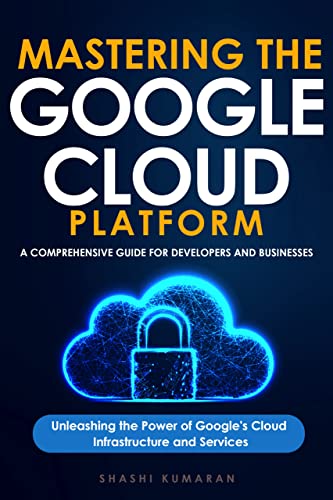 MASTERING THE
GOOGLE
CLOUD
PLATFORM
A COMPREHENSIVE GUIDE FOR DEVELOPERS AND BUSINESSES
Unleashing the Power of Google's Cloud
Infrastructure and Services
SHASHI KUMARAN